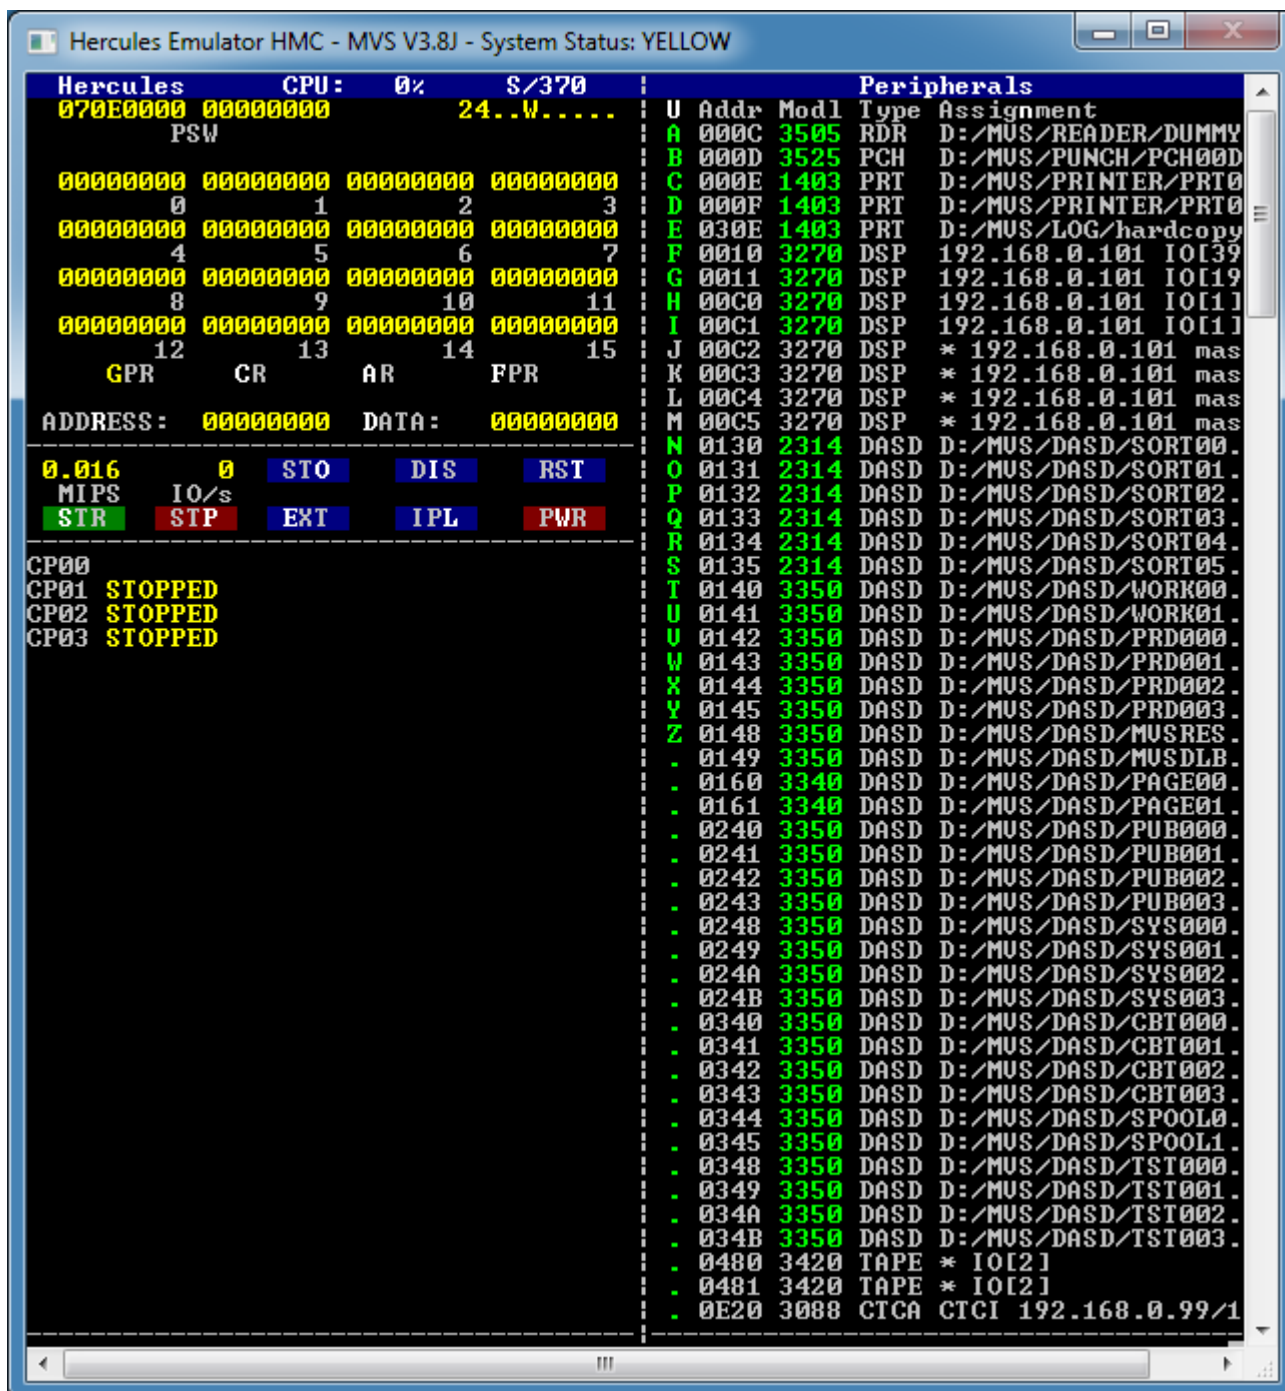 Hercules Emulator HMC - MVS V3.8J - System Status: YELLOW
Hercules CPU: 0% S/370
070E0000 00000000 24..W.....
PSW
00000000 00000000 00000000 00000000
0 1 2 3
00000000 00000000 00000000 00000000
4 5 6 7
00000000 00000000 00000000 00000000
8 9 10 11
00000000 00000000 00000000 00000000
12 13 14 15
GPR CR AR FPR
ADDRESS: 00000000 DATA: 00000000
0.016 0 STO DIS RST
MIPS IO/s
STR STP EXT IPL PWR
CP00
CP01 STOPPED
CP02 STOPPED
CP03 STOPPED
Peripherals
U Addr Modl Type Assignment
A 000C 3505 RDR D:/MVS/READER/DUMMY
B 000D 3525 PCH D:/MVS/PUNCH/PCH00D
C 000E 1403 PRT D:/MVS/PRINTER/PRT0
D 000F 1403 PRT D:/MVS/PRINTER/PRT0
E 030E 1403 PRT D:/MVS/LOG/hardcopy
F 0010 3270 DSP 192.168.0.101 IO[39
G 0011 3270 DSP 192.168.0.101 IO[19
H 00C0 3270 DSP 192.168.0.101 IO[1]
I 00C1 3270 DSP 192.168.0.101 IO[1]
J 00C2 3270 DSP * 192.168.0.101 mas
K 00C3 3270 DSP * 192.168.0.101 mas
L 00C4 3270 DSP * 192.168.0.101 mas
M 00C5 3270 DSP * 192.168.0.101 mas
N 0130 2314 DASD D:/MVS/DASD/SORT00.
O 0131 2314 DASD D:/MVS/DASD/SORT01.
P 0132 2314 DASD D:/MVS/DASD/SORT02.
Q 0133 2314 DASD D:/MVS/DASD/SORT03.
R 0134 2314 DASD D:/MVS/DASD/SORT04.
S 0135 2314 DASD D:/MVS/DASD/SORT05.
T 0140 3350 DASD D:/MVS/DASD/WORK00.
U 0141 3350 DASD D:/MVS/DASD/WORK01.
V 0142 3350 DASD D:/MVS/DASD/PRD000.
W 0143 3350 DASD D:/MVS/DASD/PRD001.
X 0144 3350 DASD D:/MVS/DASD/PRD002.
Y 0145 3350 DASD D:/MVS/DASD/PRD003.
Z 0148 3350 DASD D:/MVS/DASD/MVSRES.
. 0149 3350 DASD D:/MVS/DASD/MVSDLB.
. 0160 3340 DASD D:/MVS/DASD/PAGE00.
. 0161 3340 DASD D:/MVS/DASD/PAGE01.
. 0240 3350 DASD D:/MVS/DASD/PUB000.
. 0241 3350 DASD D:/MVS/DASD/PUB001.
. 0242 3350 DASD D:/MVS/DASD/PUB002.
. 0243 3350 DASD D:/MVS/DASD/PUB003.
. 0248 3350 DASD D:/MVS/DASD/SYS000.
. 0249 3350 DASD D:/MVS/DASD/SYS001.
. 024A 3350 DASD D:/MVS/DASD/SYS002.
. 024B 3350 DASD D:/MVS/DASD/SYS003.
. 0340 3350 DASD D:/MVS/DASD/CBT000.
. 0341 3350 DASD D:/MVS/DASD/CBT001.
. 0342 3350 DASD D:/MVS/DASD/CBT002.
. 0343 3350 DASD D:/MVS/DASD/CBT003.
. 0344 3350 DASD D:/MVS/DASD/SPOOL0.
. 0345 3350 DASD D:/MVS/DASD/SPOOL1.
. 0348 3350 DASD D:/MVS/DASD/TST000.
. 0349 3350 DASD D:/MVS/DASD/TST001.
. 034A 3350 DASD D:/MVS/DASD/TST002.
. 034B 3350 DASD D:/MVS/DASD/TST003.
. 0480 3420 TAPE * IO[2]
. 0481 3420 TAPE * IO[2]
. 0E20 3088 CTCA CTCI 192.168.0.99/1